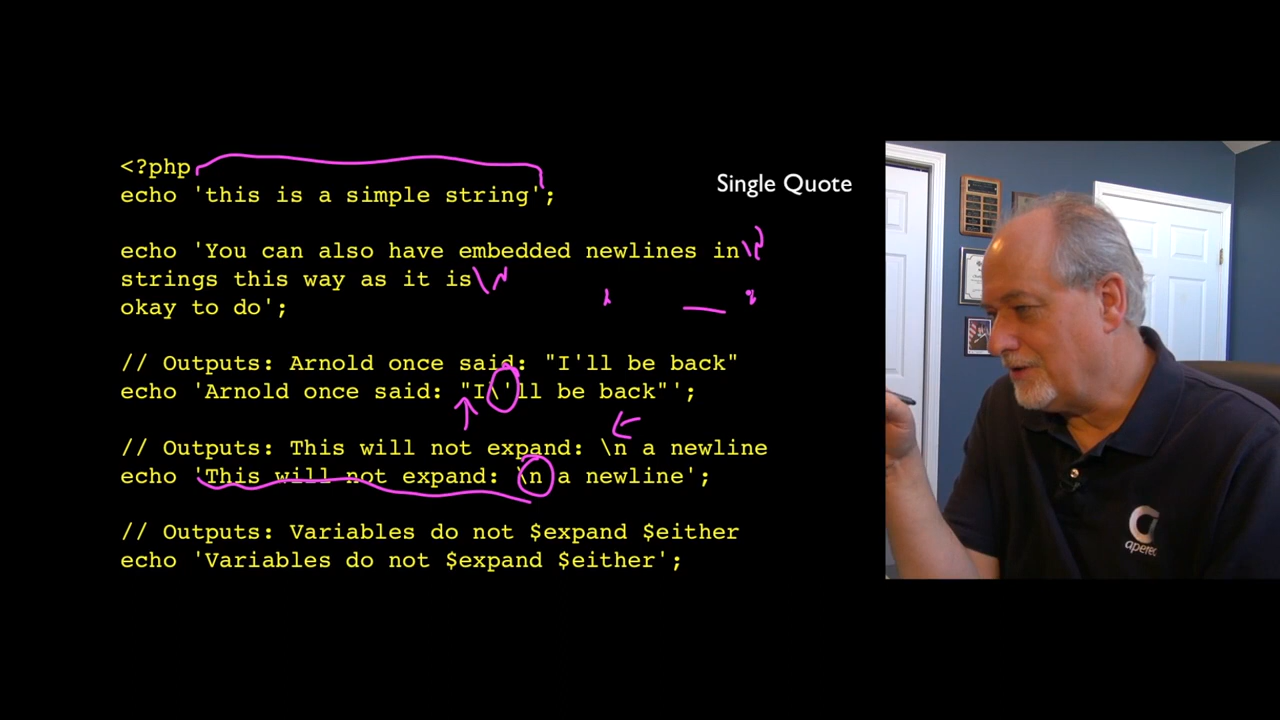 <?php
echo 'this is a simple string';
Single Quote
echo 'You can also have embedded newlines in\n
strings this way as it is\n
okay to do';
// Outputs: Arnold once said: "I'll be back"
echo 'Arnold once said: "I\'ll be back"';
// Outputs: This will not expand: \n a newline
echo 'This will not expand: \n a newline';
// Outputs: Variables do not $expand $either
echo 'Variables do not $expand $either';
apereo